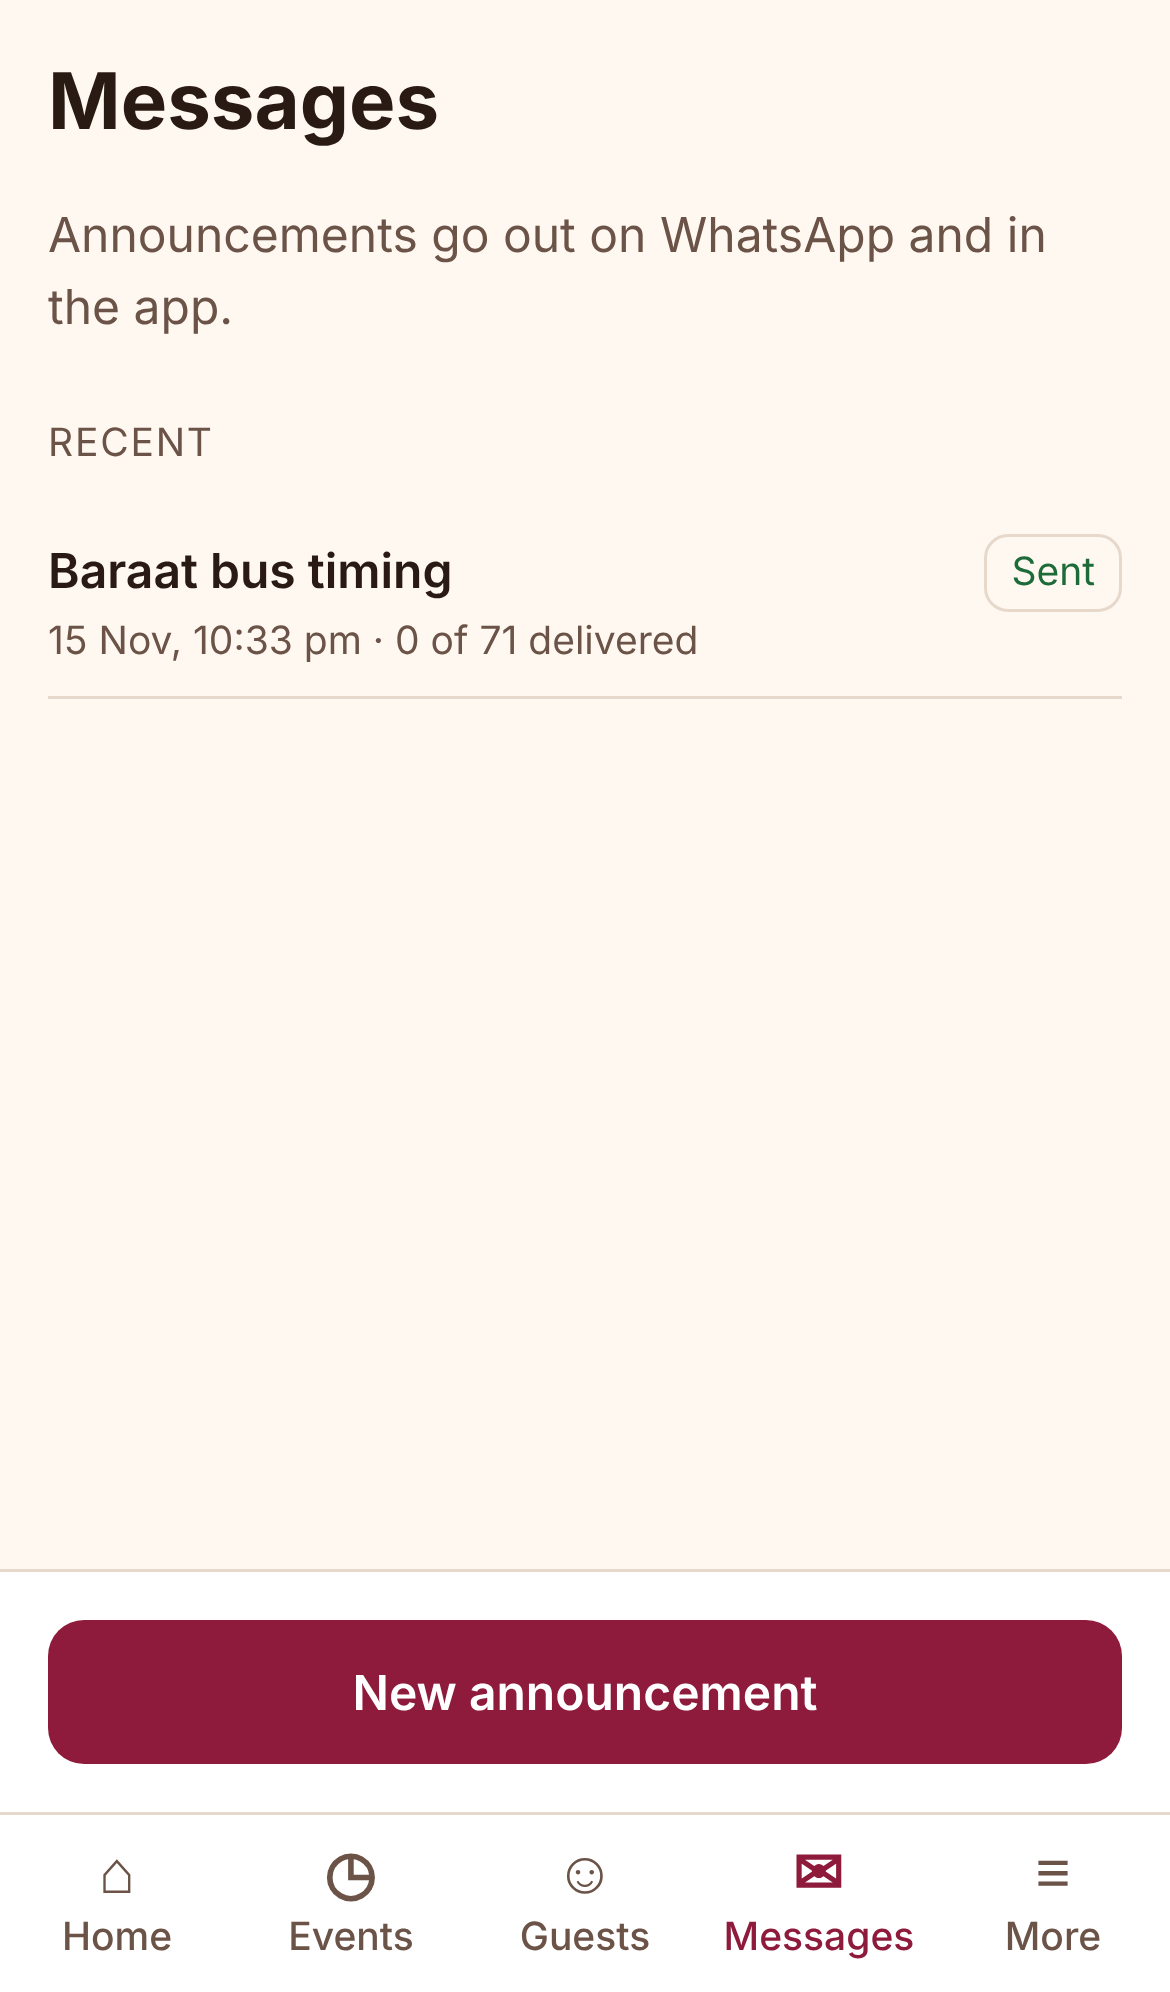 Messages
Announcements go out on WhatsApp and in
the app.
RECENT
Baraat bus timing
Sent
15 Nov, 10:33 pm · 0 of 71 delivered
New announcement
Home
Events
Guests
Messages
More